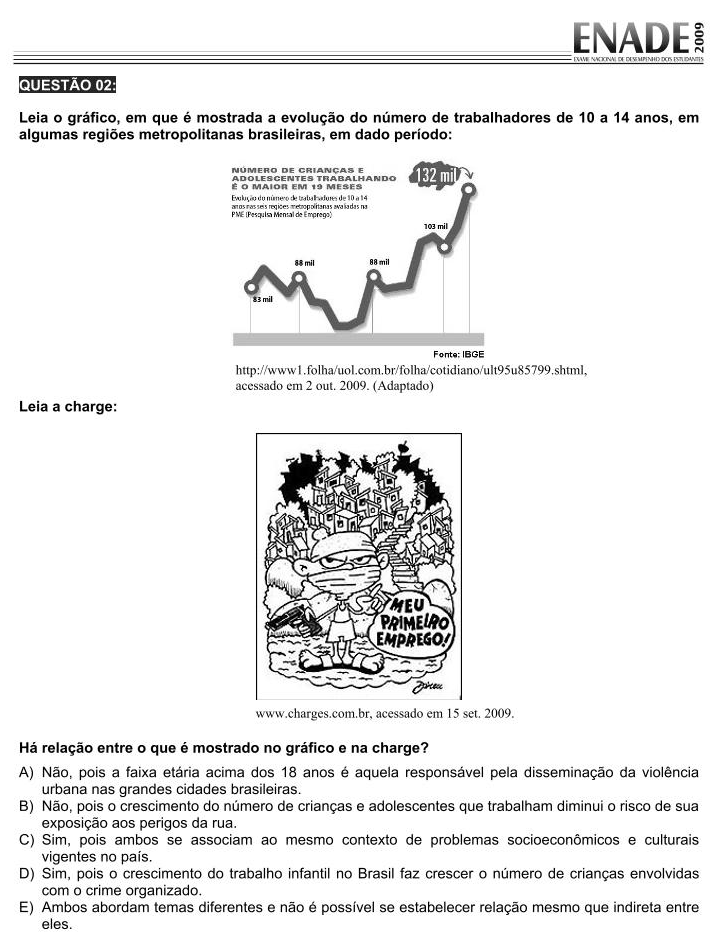 ENADE 2009
EXAME NACIONAL DE DESEMPENHO DOS ESTUDANTES
QUESTÃO 02:
Leia o gráfico, em que é mostrada a evolução do número de trabalhadores de 10 a 14 anos, em
algumas regiões metropolitanas brasileiras, em dado período:
NÚMERO DE CRIANÇAS E
ADOLESCENTES TRABALHANDO
É O MAIOR EM 19 MESES
Evolução do número de trabalhadores de 10 a 14
anos nas seis regiões metropolitanas avaliadas na
PME (Pesquisa Mensal de Emprego)
132 mil
103 mil
88 mil
88 mil
83 mil
Fonte: IBGE
http://www1.folha/uol.com.br/folha/cotidiano/ult95u85799.shtml,
acessado em 2 out. 2009. (Adaptado)
Leia a charge:
MEU
PRIMEIRO
EMPREGO!
www.charges.com.br, acessado em 15 set. 2009.
Há relação entre o que é mostrado no gráfico e na charge?
A) Não, pois a faixa etária acima dos 18 anos é aquela responsável pela disseminação da violência
urbana nas grandes cidades brasileiras.
B) Não, pois o crescimento do número de crianças e adolescentes que trabalham diminui o risco de sua
exposição aos perigos da rua.
C) Sim, pois ambos se associam ao mesmo contexto de problemas socioeconômicos e culturais
vigentes no país.
D) Sim, pois o crescimento do trabalho infantil no Brasil faz crescer o número de crianças envolvidas
com o crime organizado.
E) Ambos abordam temas diferentes e não é possível se estabelecer relação mesmo que indireta entre
eles.